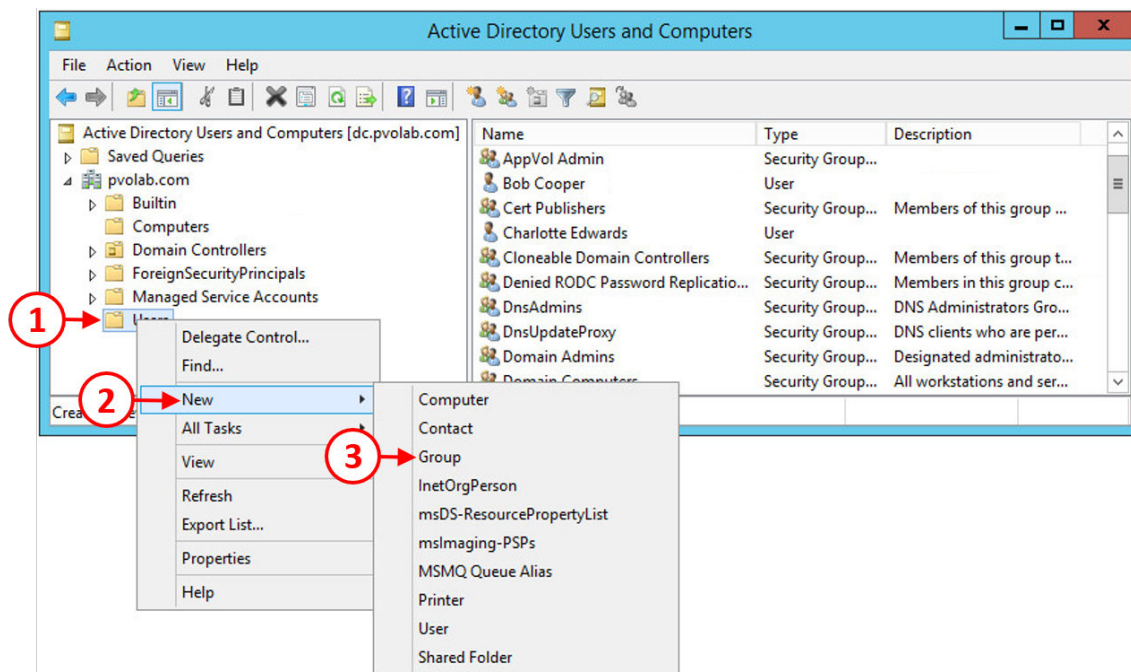 Active Directory Users and Computers
File Action View Help
Active Directory Users and Computers [dc.pvolab.com]
Saved Queries
pvolab.com
Builtin
Computers
Domain Controllers
ForeignSecurityPrincipals
Managed Service Accounts
1
Users
Name Type Description
AppVol Admin Security Group...
Bob Cooper User
Cert Publishers Security Group... Members of this group ...
Charlotte Edwards User
Cloneable Domain Controllers Security Group... Members of this group t...
Denied RODC Password Replicatio... Security Group... Members in this group c...
DnsAdmins Security Group... DNS Administrators Gro...
DnsUpdateProxy Security Group... DNS clients who are per...
Domain Admins Security Group... Designated administrato...
Domain Computers Security Group... All workstations and ser...
Delegate Control...
Find...
2
New
All Tasks
View
Refresh
Export List...
Properties
Help
Computer
Contact
3
Group
InetOrgPerson
msDS-ResourcePropertyList
msImaging-PSPs
MSMQ Queue Alias
Printer
User
Shared Folder